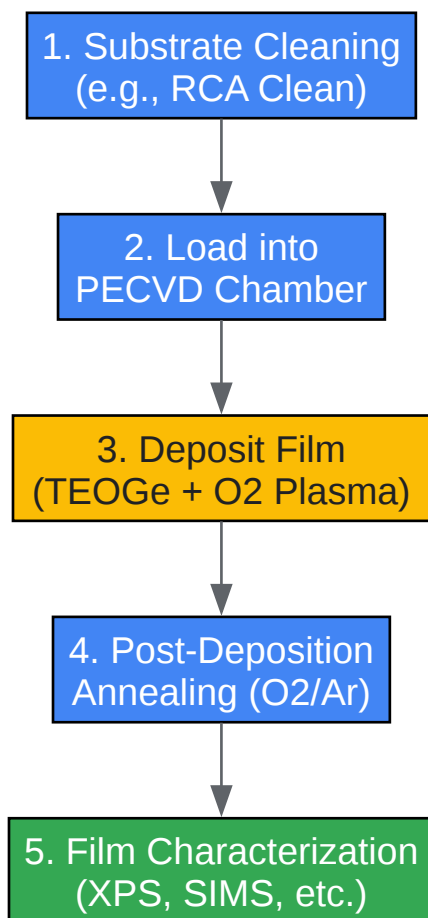 1. Substrate Cleaning
(e.g., RCA Clean)
2. Load into
PECVD Chamber
3. Deposit Film
(TEOGe + O2 Plasma)
4. Post-Deposition
Annealing (O2/Ar)
5. Film Characterization
(XPS, SIMS, etc.)